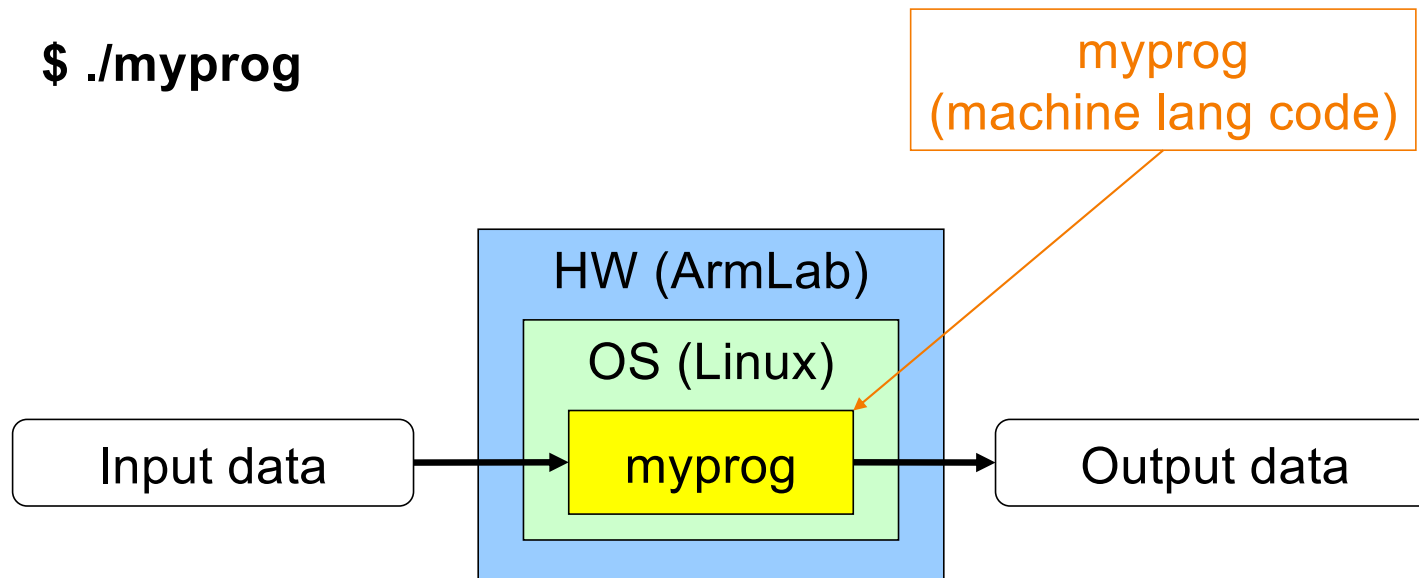 $ ./myprog
myprog
(machine lang code)
HW (ArmLab)
OS (Linux)
Input data
myprog
Output data